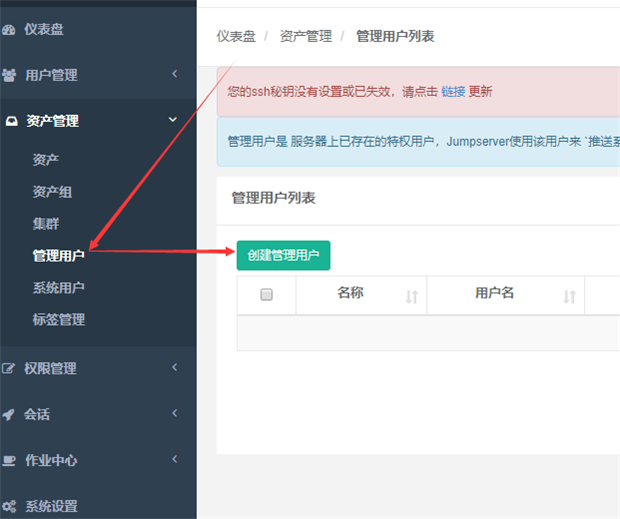 仪表盘
用户管理
资产管理
资产
资产组
集群
管理用户
系统用户
标签管理
权限管理
会话
作业中心
系统设置
仪表盘 / 资产管理 / 管理用户列表
您的ssh秘钥没有设置或已失效，请点击 链接 更新
管理用户是 服务器上已存在的特权用户，Jumpserver使用该用户来 `推送系
管理用户列表
创建管理用户
名称 用户名